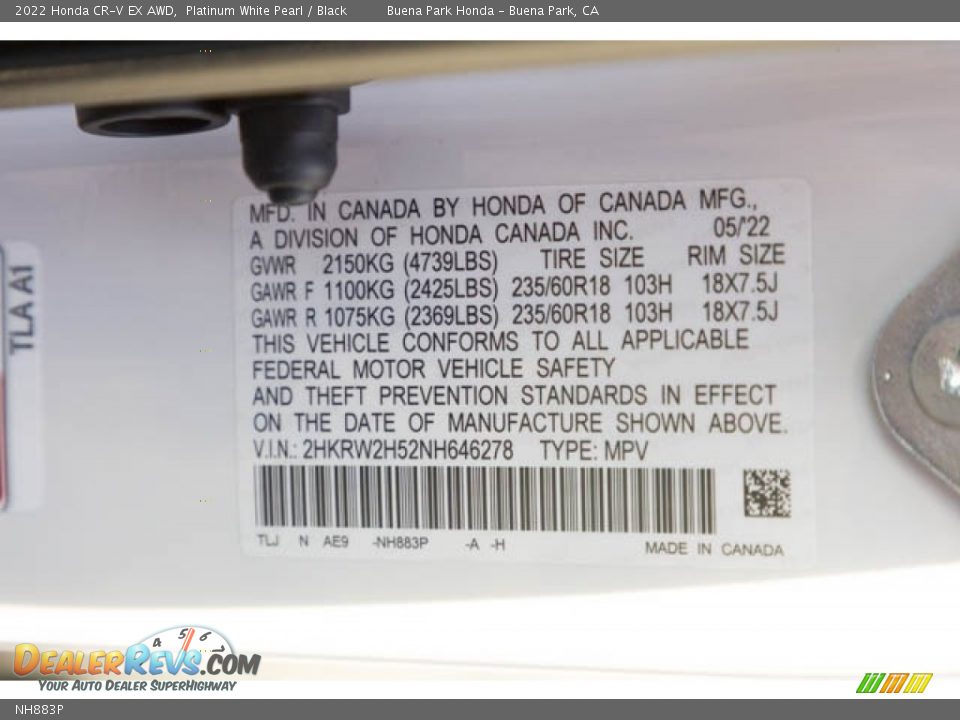 2022 Honda CR-V EX AWD, Platinum White Pearl / Black Buena Park Honda - Buena Park, CA
MFD. IN CANADA BY HONDA OF CANADA MFG.,
A DIVISION OF HONDA CANADA INC. 05/'22
GVWR 2150KG (4739LBS) TIRE SIZE RIM SIZE
GAWR F 1100KG (2425LBS) 235/60R18 103H 18X7.5J
GAWR R 1075KG (2369LBS) 235/60R18 103H 18X7.5J
THIS VEHICLE CONFORMS TO ALL APPLICABLE
FEDERAL MOTOR VEHICLE SAFETY
AND THEFT PREVENTION STANDARDS IN EFFECT
ON THE DATE OF MANUFACTURE SHOWN ABOVE.
V.I.N.: 2HKRW2H52NH646278 TYPE: MPV
TLJ N AE9 -NH883P -A -H
MADE IN CANADA
TLA A1
4 5 6 7
DEALERREVS.COM
YOUR AUTO DEALER SUPERHIGHWAY
NH883P